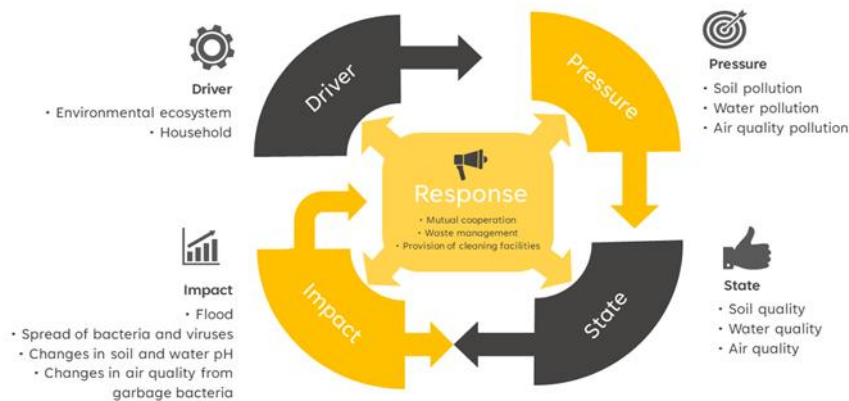 Driver
• Environmental ecosystem
• Household
Driver
Pressure
Pressure
• Soil pollution
• Water pollution
• Air quality pollution
Response
• Mutual cooperation
• Waste management
• Provision of cleaning facilities
Impact
• Flood
• Spread of bacteria and viruses
• Changes in soil and water pH
• Changes in air quality from
garbage bacteria
Impact
State
State
• Soil quality
• Water quality
• Air quality